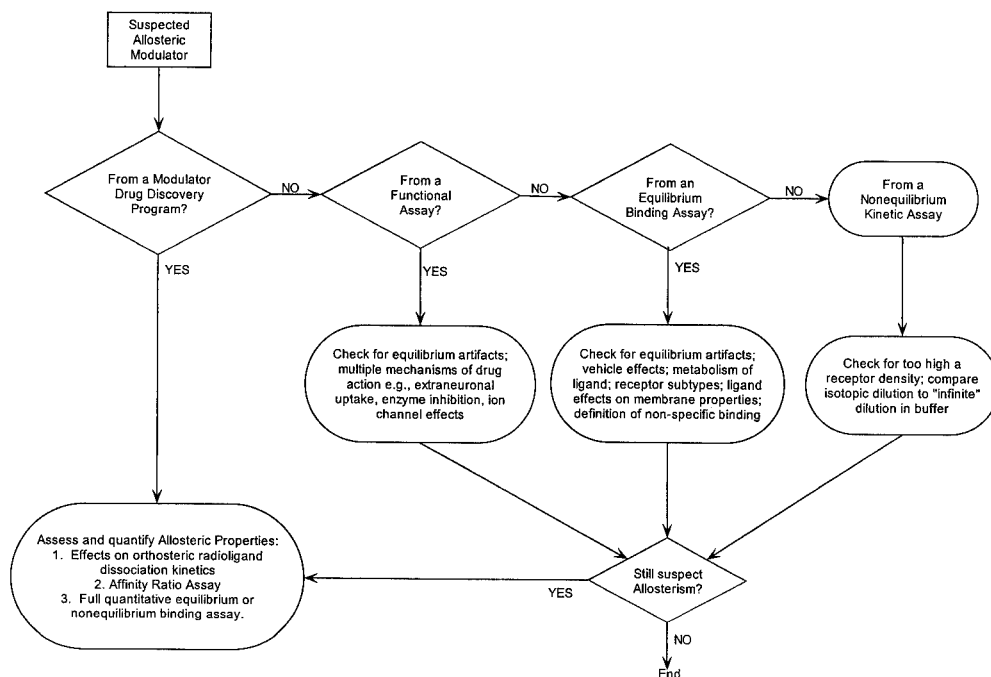 Suspected
Allosteric
Modulator
From a Modulator
Drug Discovery
Program?
NO
From a
Functional
Assay?
NO
From an
Equilibrium
Binding Assay?
NO
From a
Nonequilibrium
Kinetic Assay
YES
YES
YES
Check for equilibrium artifacts;
multiple mechanisms of drug
action e.g., extraneuronal
uptake, enzyme inhibition, ion
channel effects
Check for equilibrium artifacts;
vehicle effects; metabolism of
ligand; receptor subtypes; ligand
effects on membrane properties;
definition of non-specific binding
Check for too high a
receptor density; compare
isotopic dilution to "infinite"
dilution in buffer
Assess and quantify Allosteric Properties:
1. Effects on orthosteric radioligand
dissociation kinetics
2. Affinity Ratio Assay
3. Full quantitative equilibrium or
nonequilibrium binding assay.
YES
Still suspect
Allosterism?
NO
End